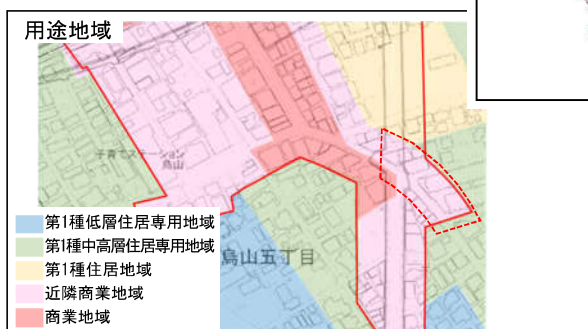 用途地域
子育てステーション
烏山
烏山五丁目
第1種低層住居専用地域
第1種中高層住居専用地域
第1種住居地域
近隣商業地域
商業地域